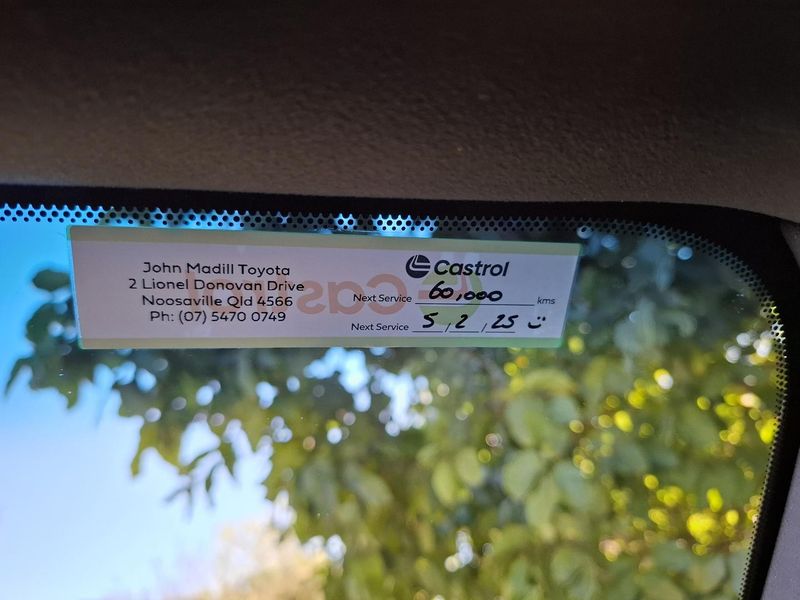 John Madill Toyota
2 Lionel Donovan Drive
Noosaville Qld 4566
Ph: (07) 5470 0749
Castrol
Next Service 60,000 kms
Next Service 5 / 2 / 25